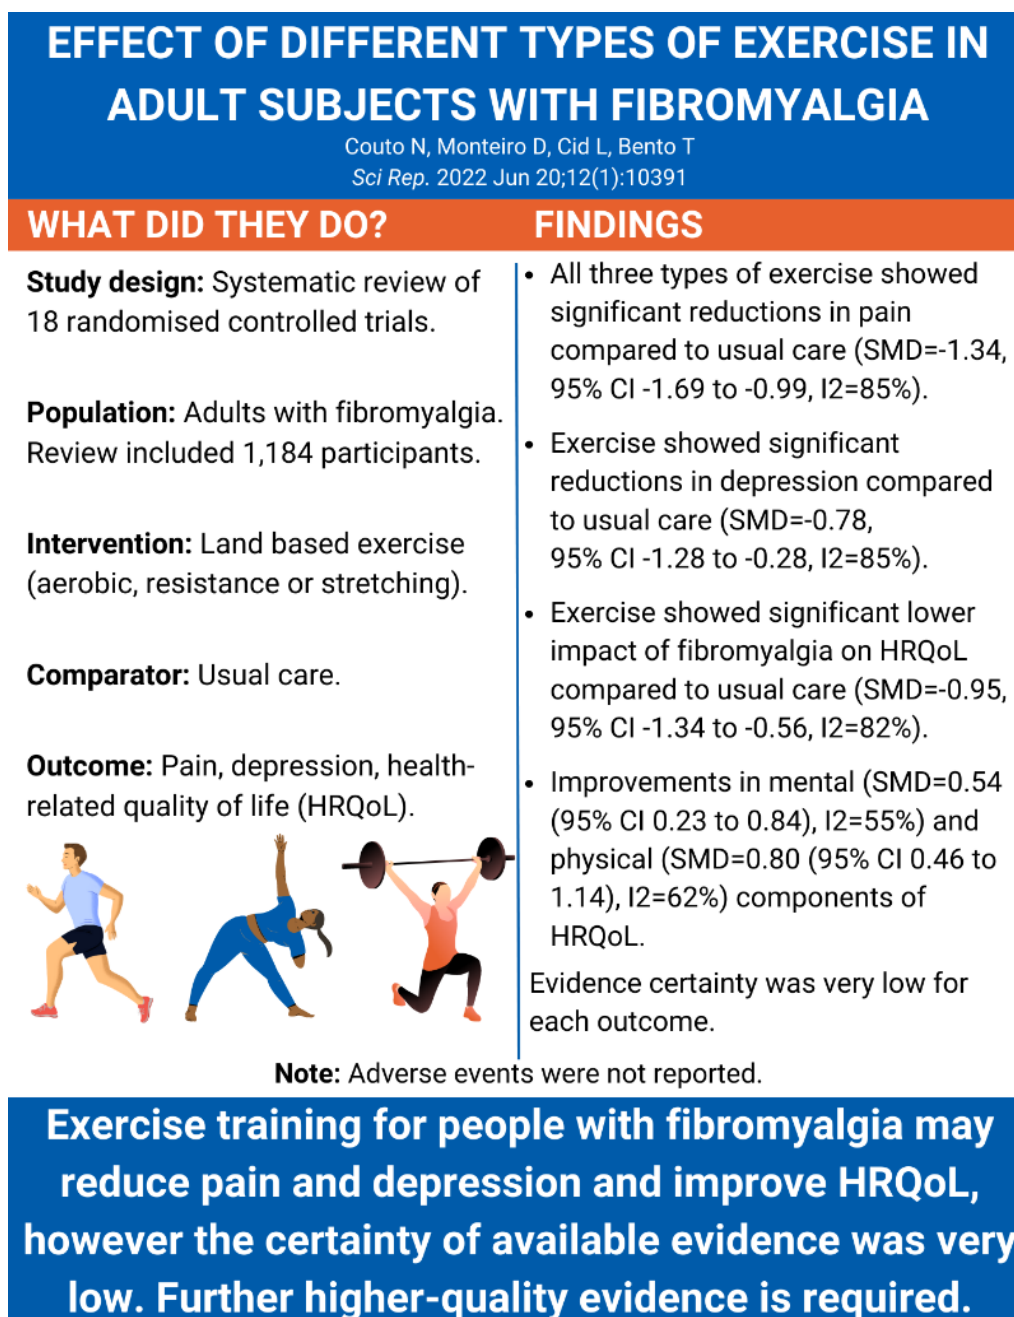 EFFECT OF DIFFERENT TYPES OF EXERCISE IN
ADULT SUBJECTS WITH FIBROMYALGIA
Couto N, Monteiro D, Cid L, Bento T
Sci Rep. 2022 Jun 20;12(1):10391
WHAT DID THEY DO?
Study design: Systematic review of
18 randomised controlled trials.
Population: Adults with fibromyalgia.
Review included 1,184 participants.
Intervention: Land based exercise
(aerobic, resistance or stretching).
Comparator: Usual care.
Outcome: Pain, depression, health-
related quality of life (HRQoL).
FINDINGS
• All three types of exercise showed
significant reductions in pain
compared to usual care (SMD=-1.34,
95% CI -1.69 to -0.99, I2=85%).
• Exercise showed significant
reductions in depression compared
to usual care (SMD=-0.78,
95% CI -1.28 to -0.28, I2=85%).
• Exercise showed significant lower
impact of fibromyalgia on HRQoL
compared to usual care (SMD=-0.95,
95% CI -1.34 to -0.56, I2=82%).
• Improvements in mental (SMD=0.54
(95% CI 0.23 to 0.84), I2=55%) and
physical (SMD=0.80 (95% CI 0.46 to
1.14), I2=62%) components of
HRQoL.
Evidence certainty was very low for
each outcome.
Note: Adverse events were not reported.
Exercise training for people with fibromyalgia may
reduce pain and depression and improve HRQoL,
however the certainty of available evidence was very
low. Further higher-quality evidence is required.